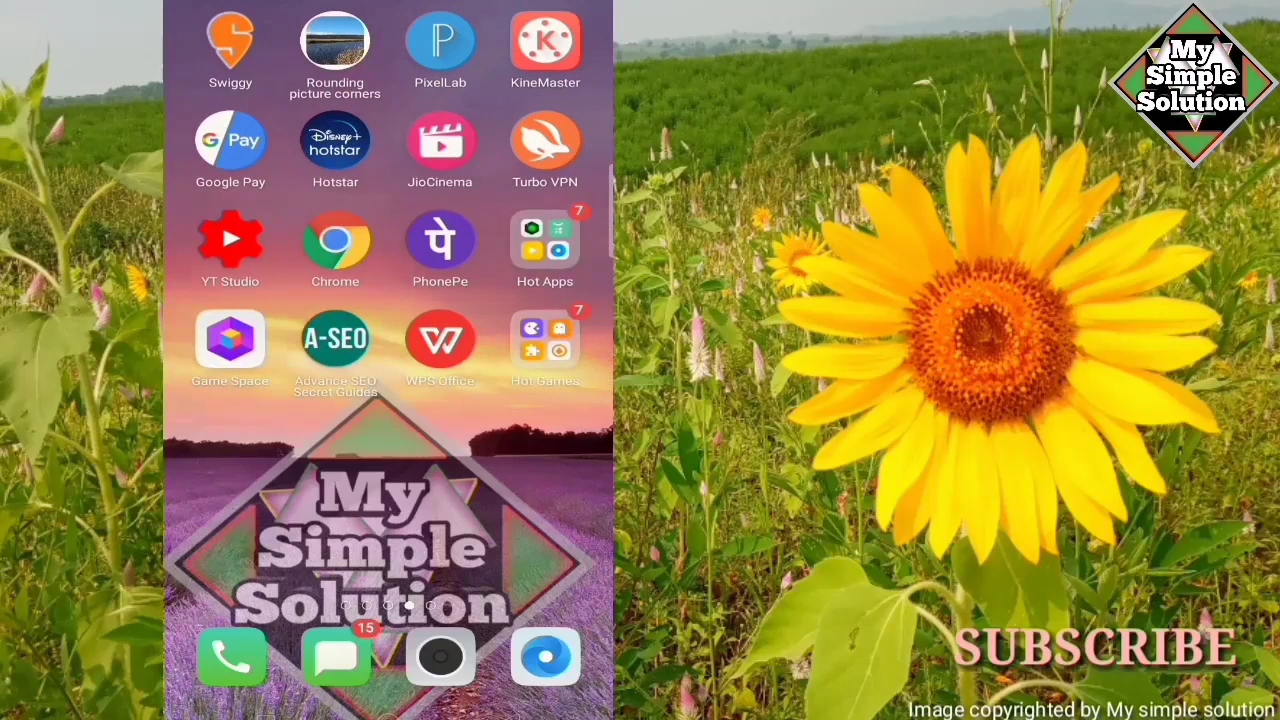 Swiggy
Rounding
picture corners
PixelLab
KineMaster
G Pay
Disney+
hotstar
Google Pay
Hotstar
JioCinema
Turbo VPN
पे
7
YT Studio
Chrome
PhonePe
Hot Apps
A-SEO
W
7
Game Space
Advance SEO
Secret Guides
WPS Office
Hot Games
My
Simple
Solution
15
My
Simple
Solution
SUBSCRIBE
Image copyrighted by My simple solution